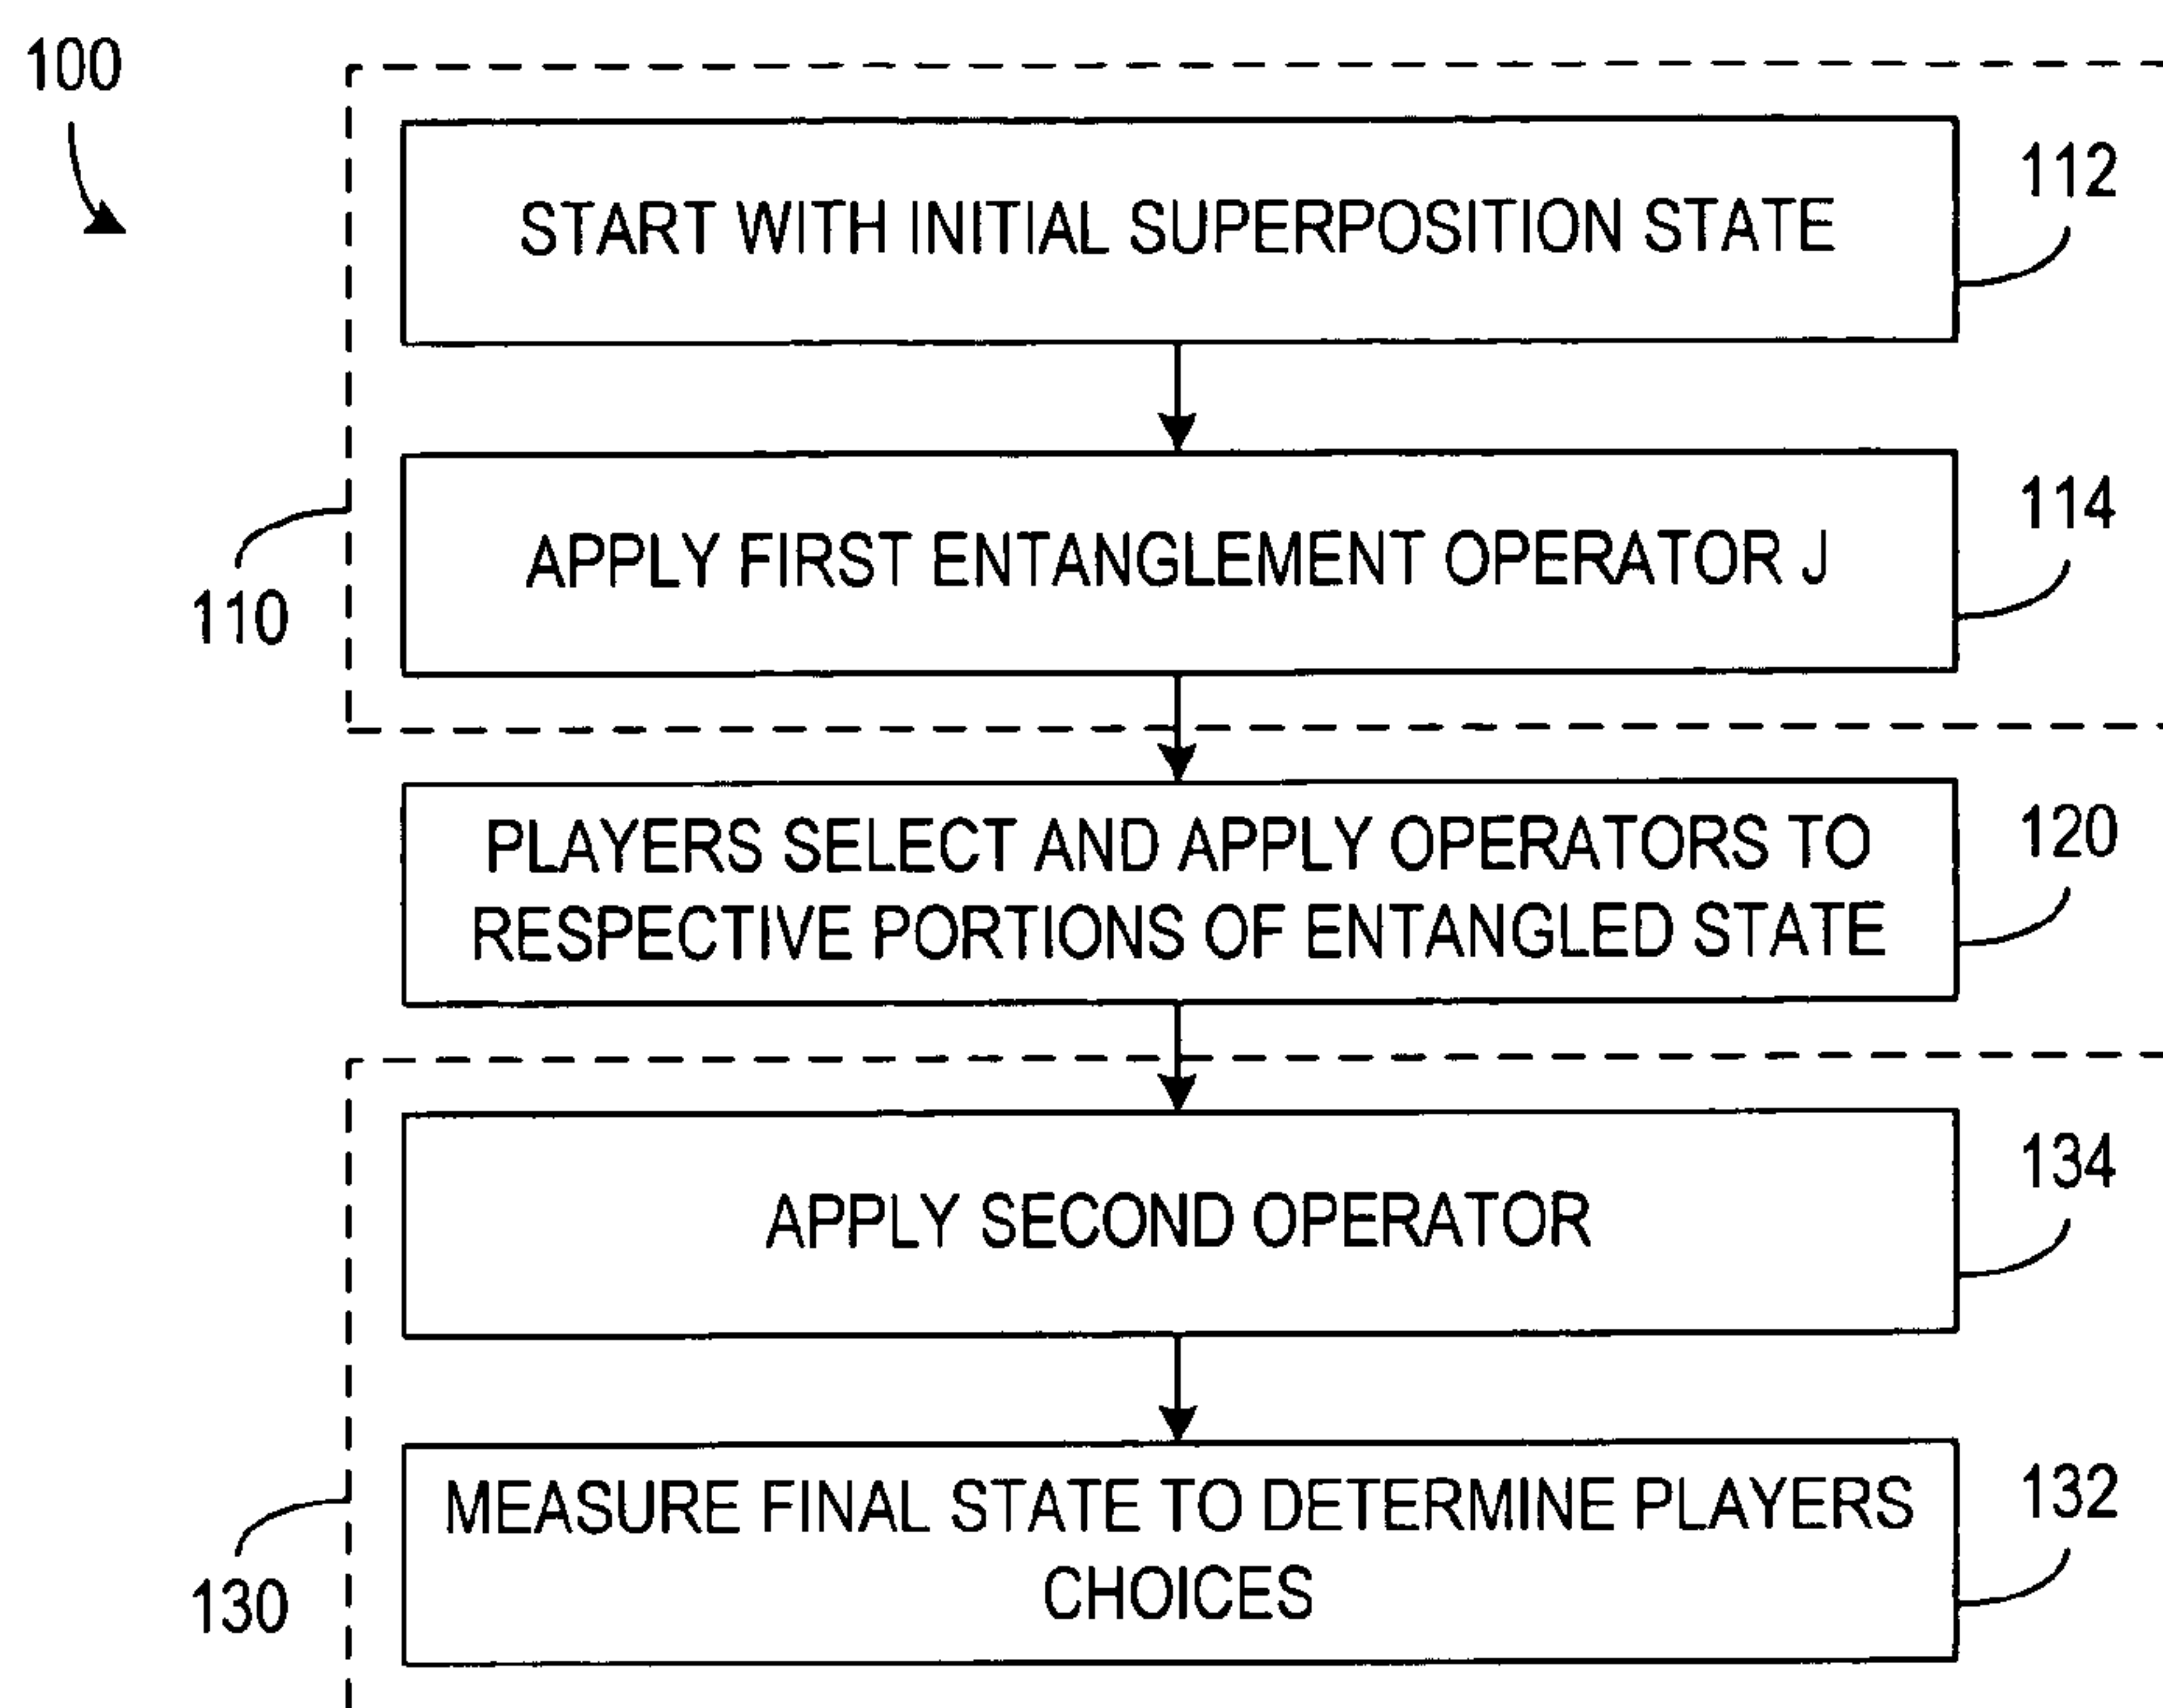 100
START WITH INITIAL SUPERPOSITION STATE
112
APPLY FIRST ENTANGLEMENT OPERATOR J
114
110
PLAYERS SELECT AND APPLY OPERATORS TO
RESPECTIVE PORTIONS OF ENTANGLED STATE
120
APPLY SECOND OPERATOR
134
MEASURE FINAL STATE TO DETERMINE PLAYERS
CHOICES
132
130